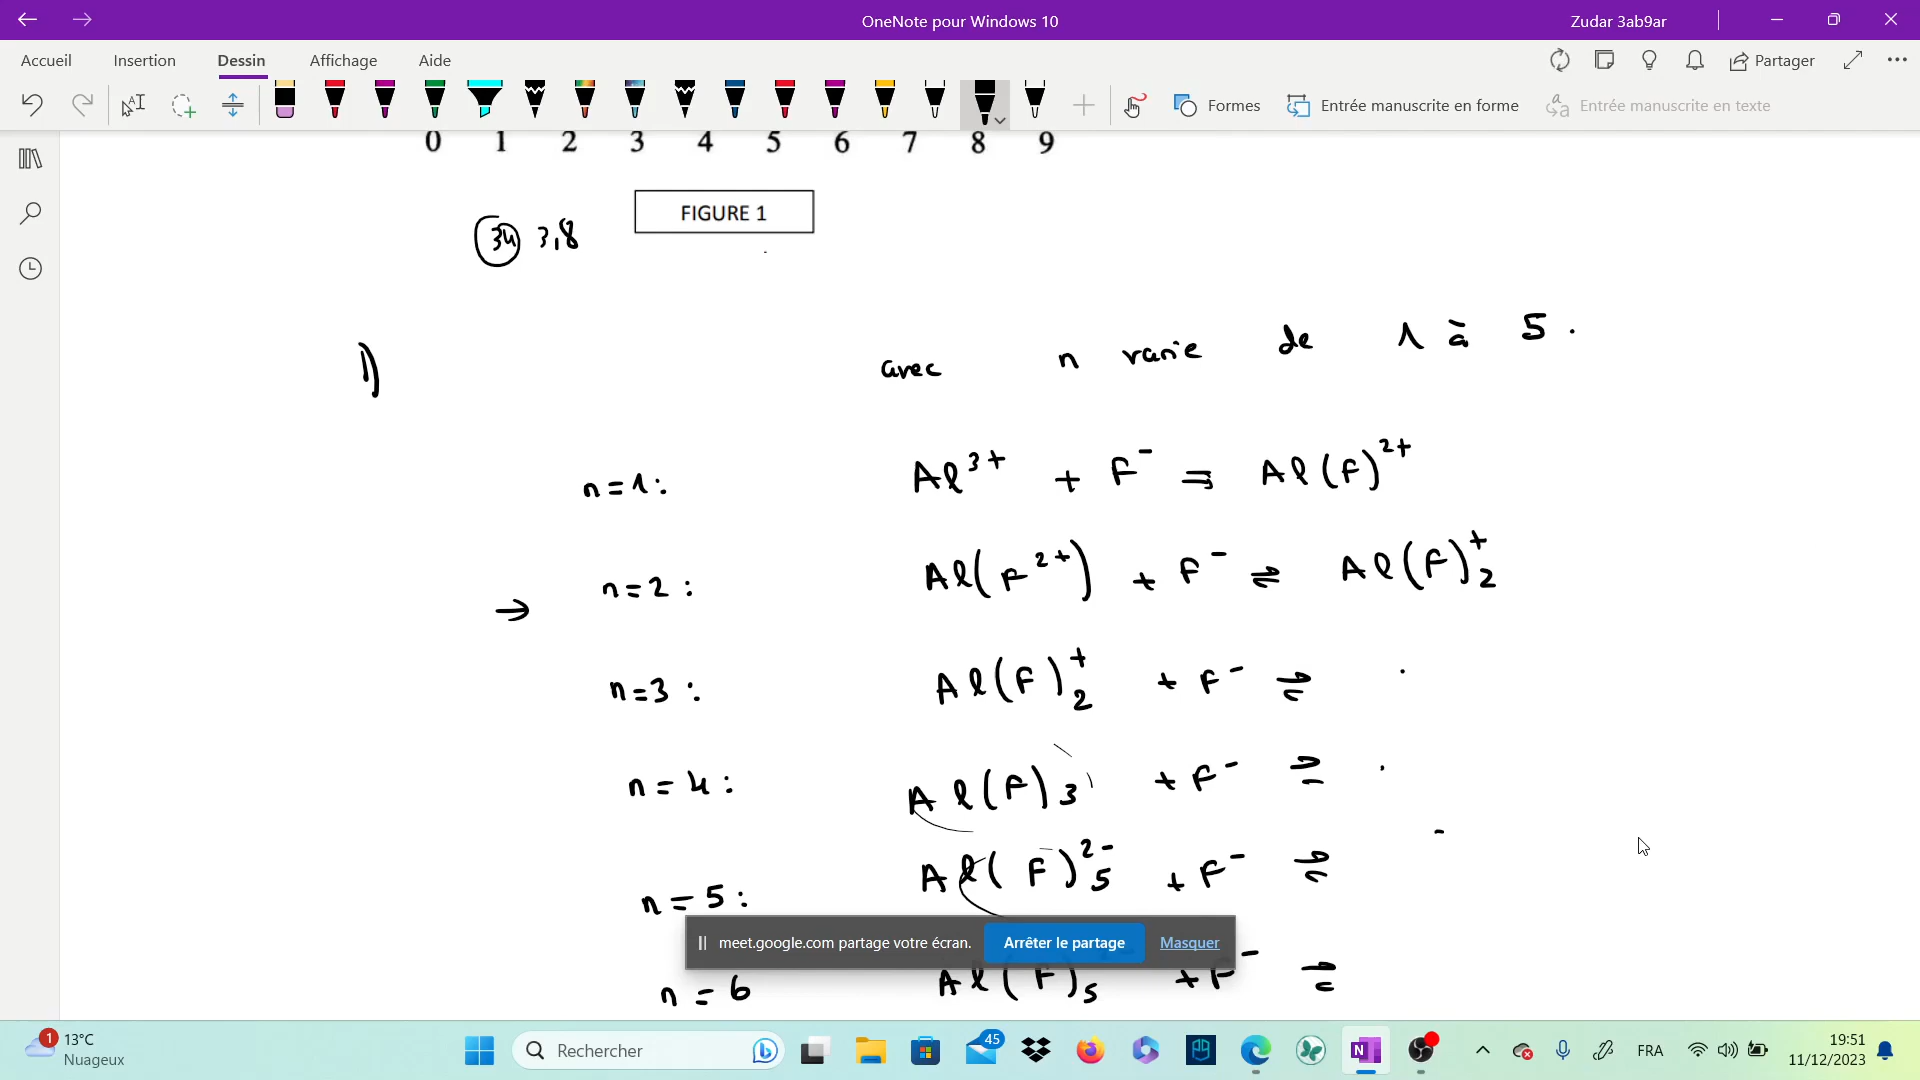 OneNote pour Windows 10
Zudar 3ab9ar
Accueil Insertion Dessin Affichage Aide
Partager
Formes Entrée manuscrite en forme Entrée manuscrite en texte
0 1 2 3 4 5 6 7 8 9
FIGURE 1
34 3,8
1) avec n varie de 1 à 5 .
n=1: Al³⁺ + F⁻ ⇌ Al(F)²⁺
→ n=2 : Al(F²⁺) + F⁻ ⇌ Al(F)₂⁺
n=3 : Al(F)₂⁺ + F⁻ ⇌
n=4 : Al(F)₃ + F⁻ ⇌
n=5 : Al(F)₅²⁻ + F⁻ ⇌
meet.google.com partage votre écran. Arrêter le partage Masquer
n=6 Al(F)₅ + F⁻ ⇌
1 13°C
Nuageux
Rechercher
45
FRA
19:51
11/12/2023